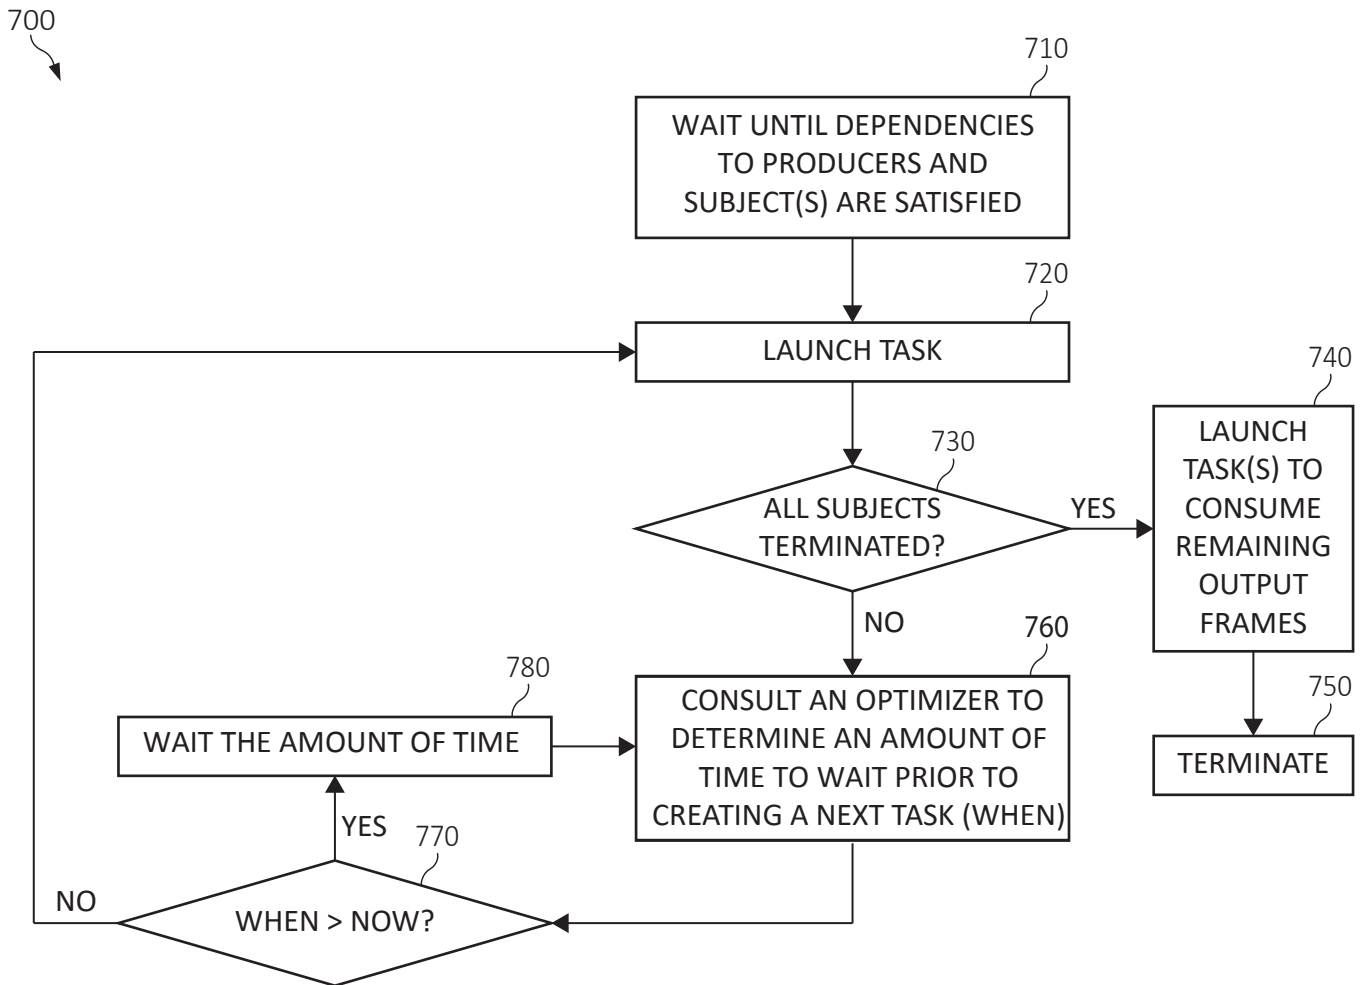 700
710
WAIT UNTIL DEPENDENCIES
TO PRODUCERS AND
SUBJECT(S) ARE SATISFIED
720
LAUNCH TASK
730
ALL SUBJECTS
TERMINATED?
YES
740
LAUNCH
TASK(S) TO
CONSUME
REMAINING
OUTPUT
FRAMES
750
TERMINATE
NO
760
CONSULT AN OPTIMIZER TO
DETERMINE AN AMOUNT OF
TIME TO WAIT PRIOR TO
CREATING A NEXT TASK (WHEN)
770
WHEN > NOW?
YES
780
WAIT THE AMOUNT OF TIME
NO